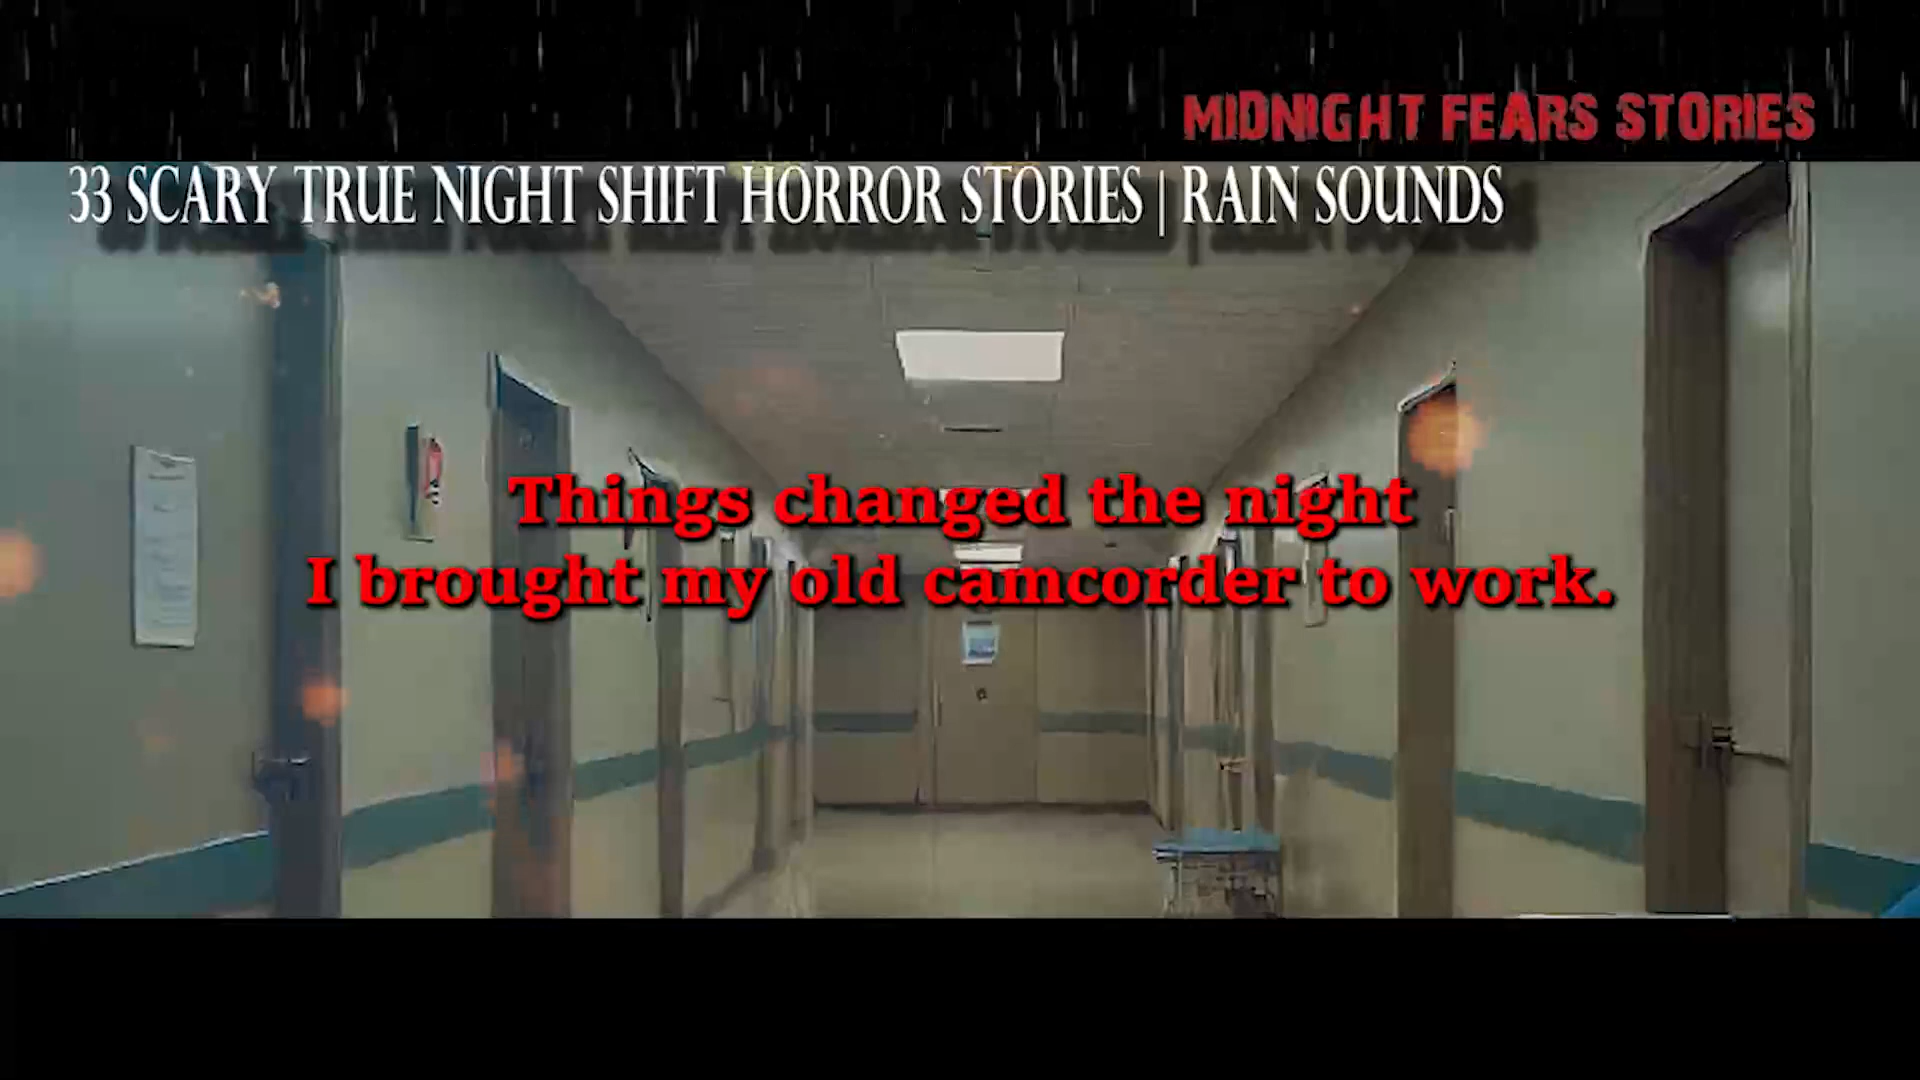 MIDNIGHT FEARS STORIES
33 SCARY TRUE NIGHT SHIFT HORROR STORIES | RAIN SOUNDS
Things changed the night
I brought my old camcorder to work.